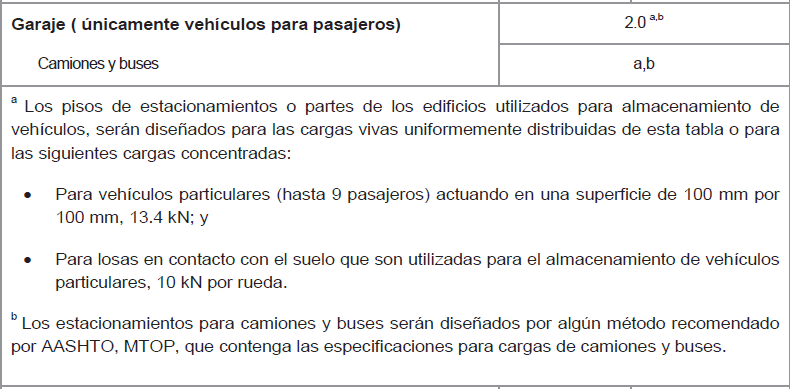 Garaje ( únicamente vehículos para pasajeros) 2.0 a,b
Camiones y buses a,b
a Los pisos de estacionamientos o partes de los edificios utilizados para almacenamiento de
vehículos, serán diseñados para las cargas vivas uniformemente distribuidas de esta tabla o para
las siguientes cargas concentradas:
• Para vehículos particulares (hasta 9 pasajeros) actuando en una superficie de 100 mm por
100 mm, 13.4 kN; y
• Para losas en contacto con el suelo que son utilizadas para el almacenamiento de vehículos
particulares, 10 kN por rueda.
b Los estacionamientos para camiones y buses serán diseñados por algún método recomendado
por AASHTO, MTOP, que contenga las especificaciones para cargas de camiones y buses.